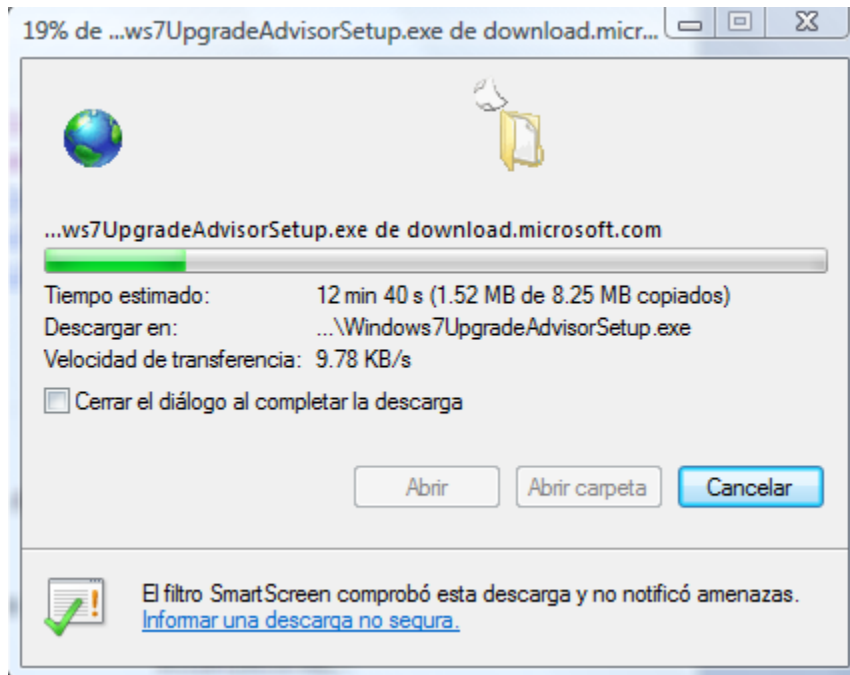 19% de ...ws7UpgradeAdvisorSetup.exe de download.micr...
...ws7UpgradeAdvisorSetup.exe de download.microsoft.com
Tiempo estimado: 12 min 40 s (1.52 MB de 8.25 MB copiados)
Descargar en: ...\Windows7UpgradeAdvisorSetup.exe
Velocidad de transferencia: 9.78 KB/s
Cerrar el diálogo al completar la descarga
Abrir Abrir carpeta Cancelar
El filtro SmartScreen comprobó esta descarga y no notificó amenazas.
Informar una descarga no segura.